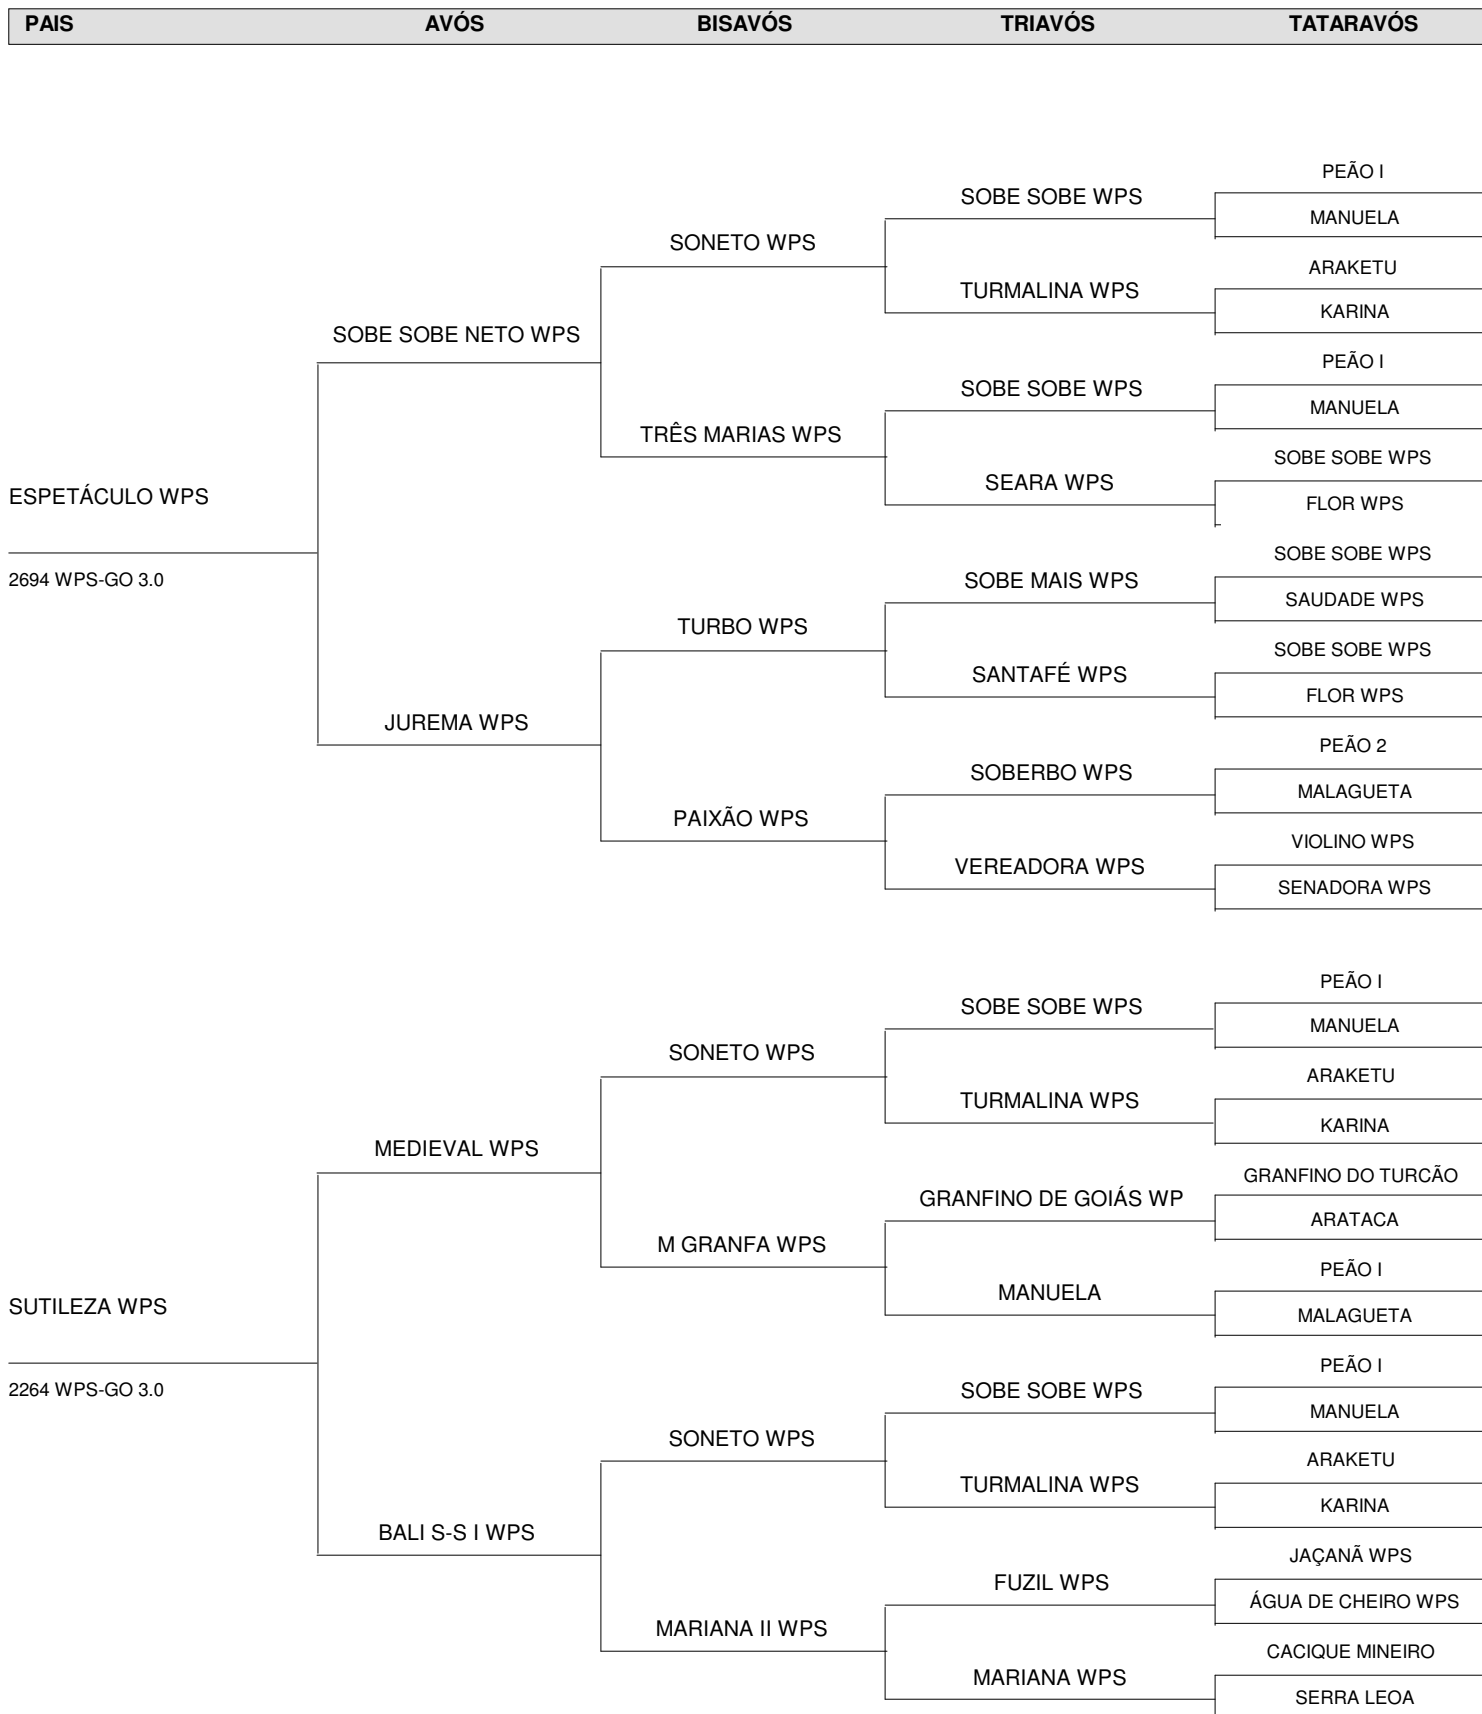 PAIS AVÓS BISAVÓS TRIAVÓS TATARAVÓS
PEÃO I
SOBE SOBE WPS
MANUELA
SONETO WPS
ARAKETU
TURMALINA WPS
KARINA
SOBE SOBE NETO WPS
PEÃO I
SOBE SOBE WPS
MANUELA
TRÊS MARIAS WPS
SOBE SOBE WPS
SEARA WPS
FLOR WPS
ESPETÁCULO WPS
2694 WPS-GO 3.0
SOBE SOBE WPS
SOBE MAIS WPS
SAUDADE WPS
TURBO WPS
SOBE SOBE WPS
SANTAFÉ WPS
FLOR WPS
JUREMA WPS
PEÃO 2
SOBERBO WPS
MALAGUETA
PAIXÃO WPS
VIOLINO WPS
VEREADORA WPS
SENADORA WPS
PEÃO I
SOBE SOBE WPS
MANUELA
SONETO WPS
ARAKETU
TURMALINA WPS
KARINA
MEDIEVAL WPS
GRANFINO DO TURCÃO
GRANFINO DE GOIÁS WP
ARATACA
M GRANFA WPS
PEÃO I
MANUELA
MALAGUETA
SUTILEZA WPS
2264 WPS-GO 3.0
PEÃO I
SOBE SOBE WPS
MANUELA
SONETO WPS
ARAKETU
TURMALINA WPS
KARINA
BALI S-S I WPS
JAÇANÃ WPS
FUZIL WPS
ÁGUA DE CHEIRO WPS
MARIANA II WPS
CACIQUE MINEIRO
MARIANA WPS
SERRA LEOA